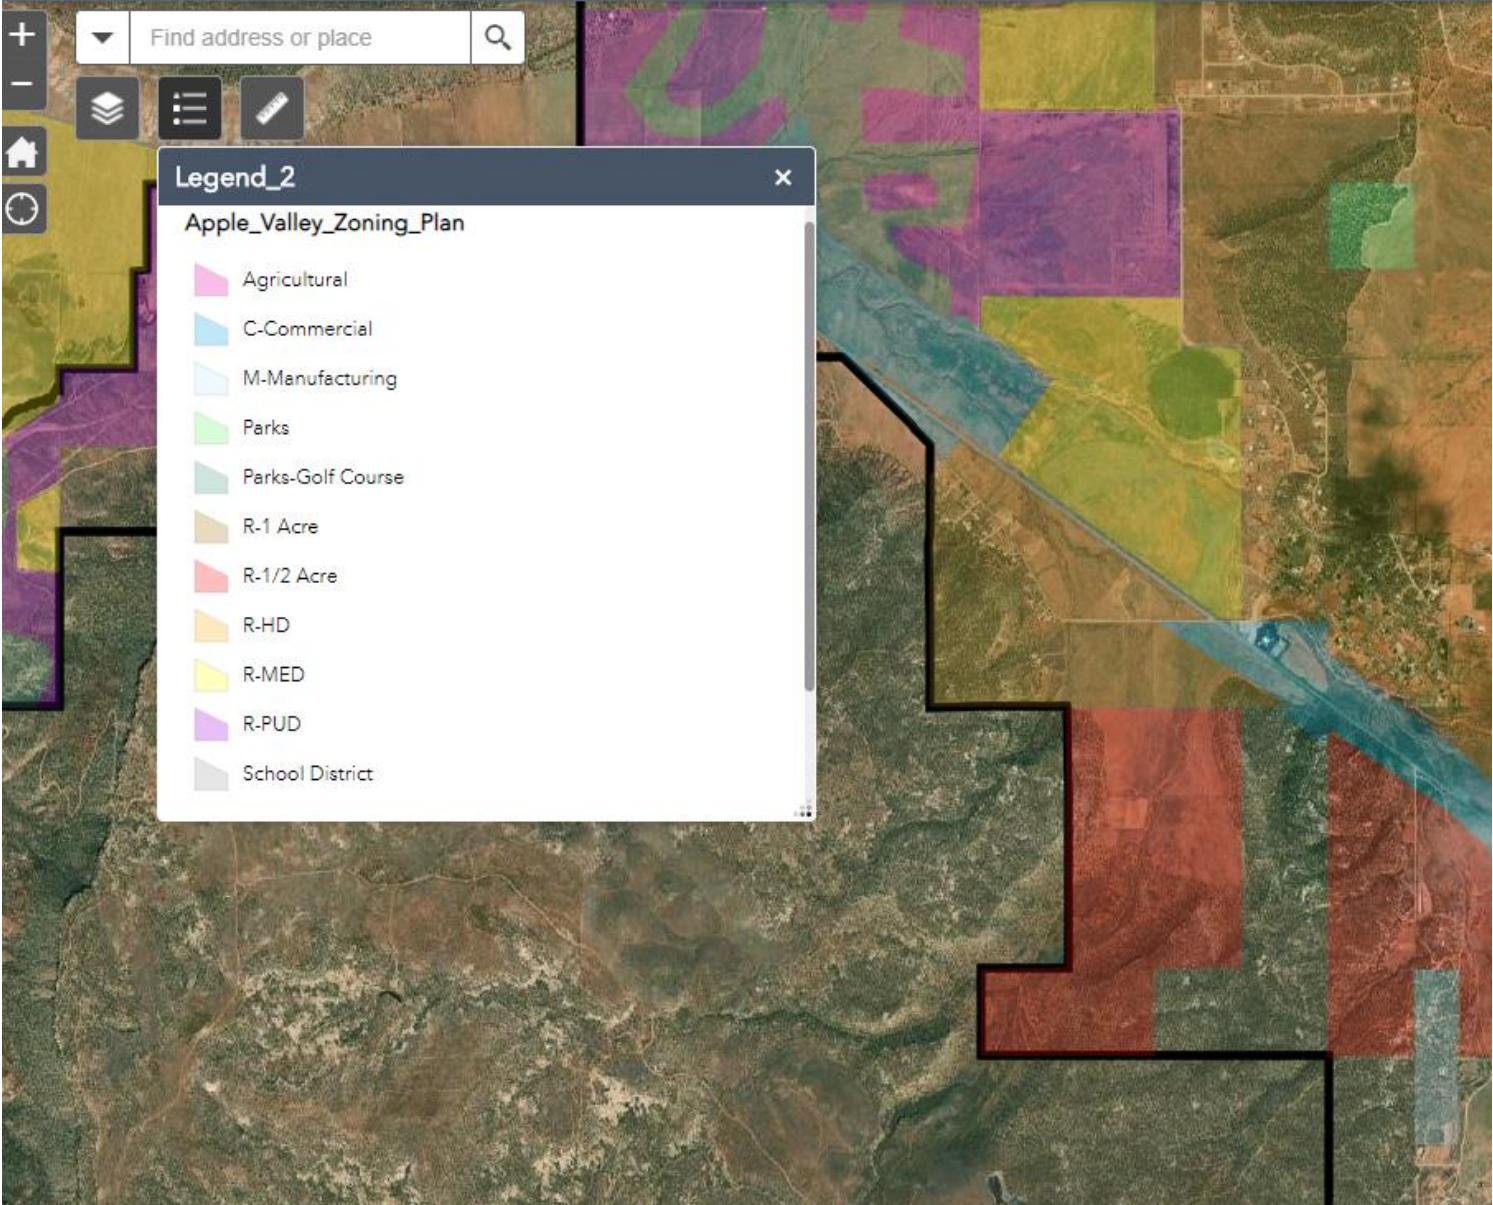 Find address or place
Legend_2
Apple_Valley_Zoning_Plan
Agricultural
C-Commercial
M-Manufacturing
Parks
Parks-Golf Course
R-1 Acre
R-1/2 Acre
R-HD
R-MED
R-PUD
School District